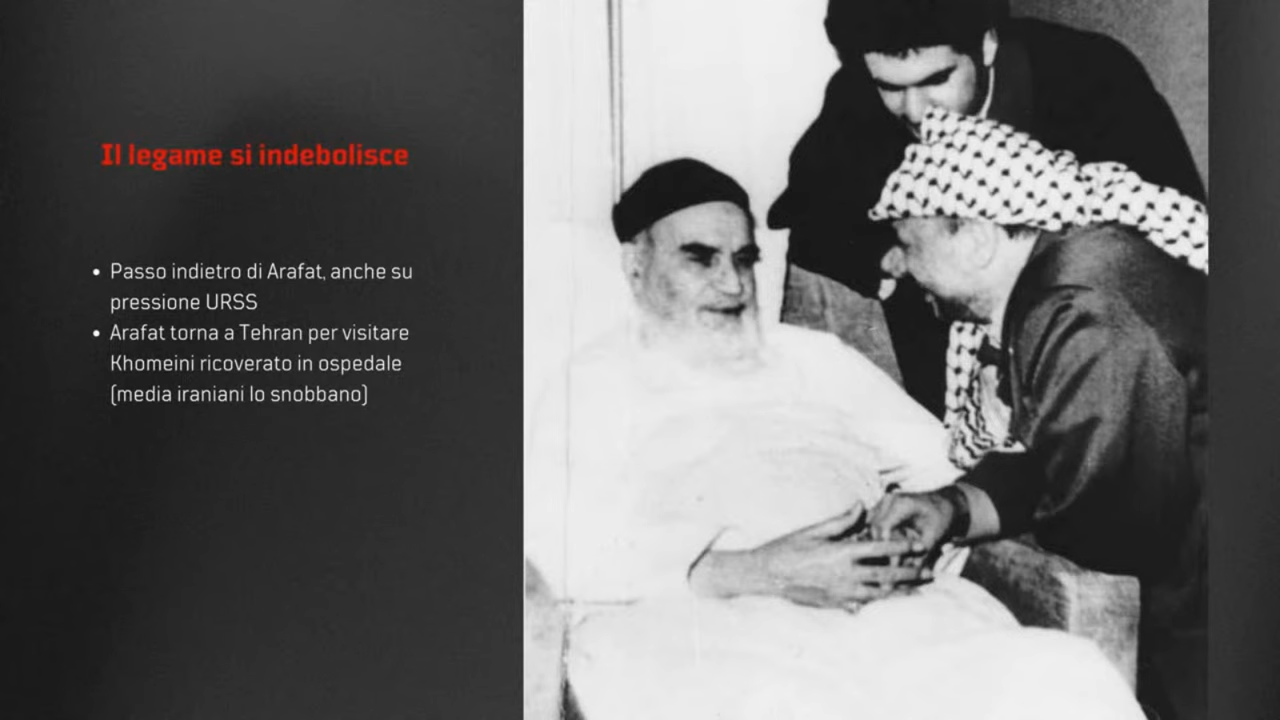 Il legame si indebolisce
• Passo indietro di Arafat, anche su
pressione URSS
• Arafat torna a Tehran per visitare
Khomeini ricoverato in ospedale
(media iraniani lo snobbano)